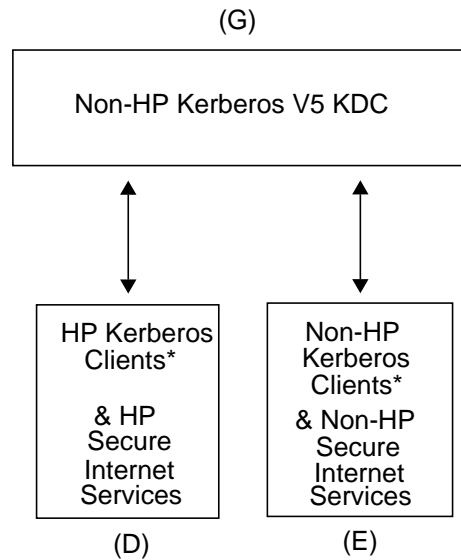 (G)
Non-HP Kerberos V5 KDC
HP Kerberos
Clients*
& HP
Secure
Internet
Services
(D)
Non-HP
Kerberos
Clients*
& Non-HP
Secure
Internet
Services
(E)